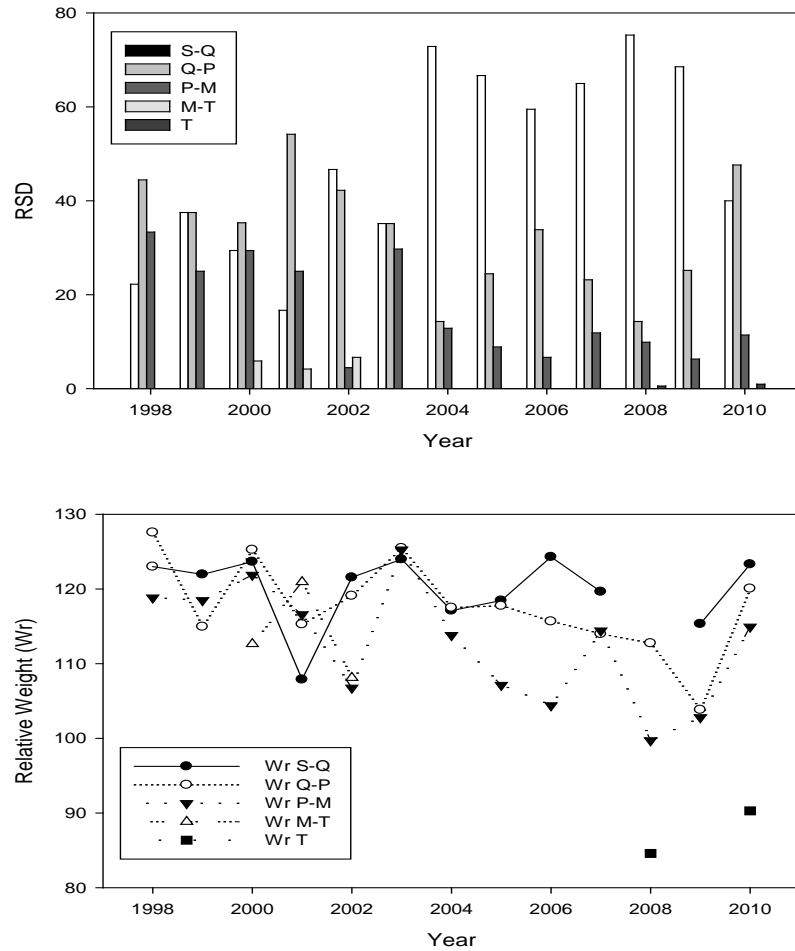 80
60
40
20
0
RSD
S-Q
Q-P
P-M
M-T
T
1998 2000 2002 2004 2006 2008 2010
Year
130
120
110
100
90
80
Relative Weight (Wr)
Wr S-Q
Wr Q-P
Wr P-M
Wr M-T
Wr T
1998 2000 2002 2004 2006 2008 2010
Year